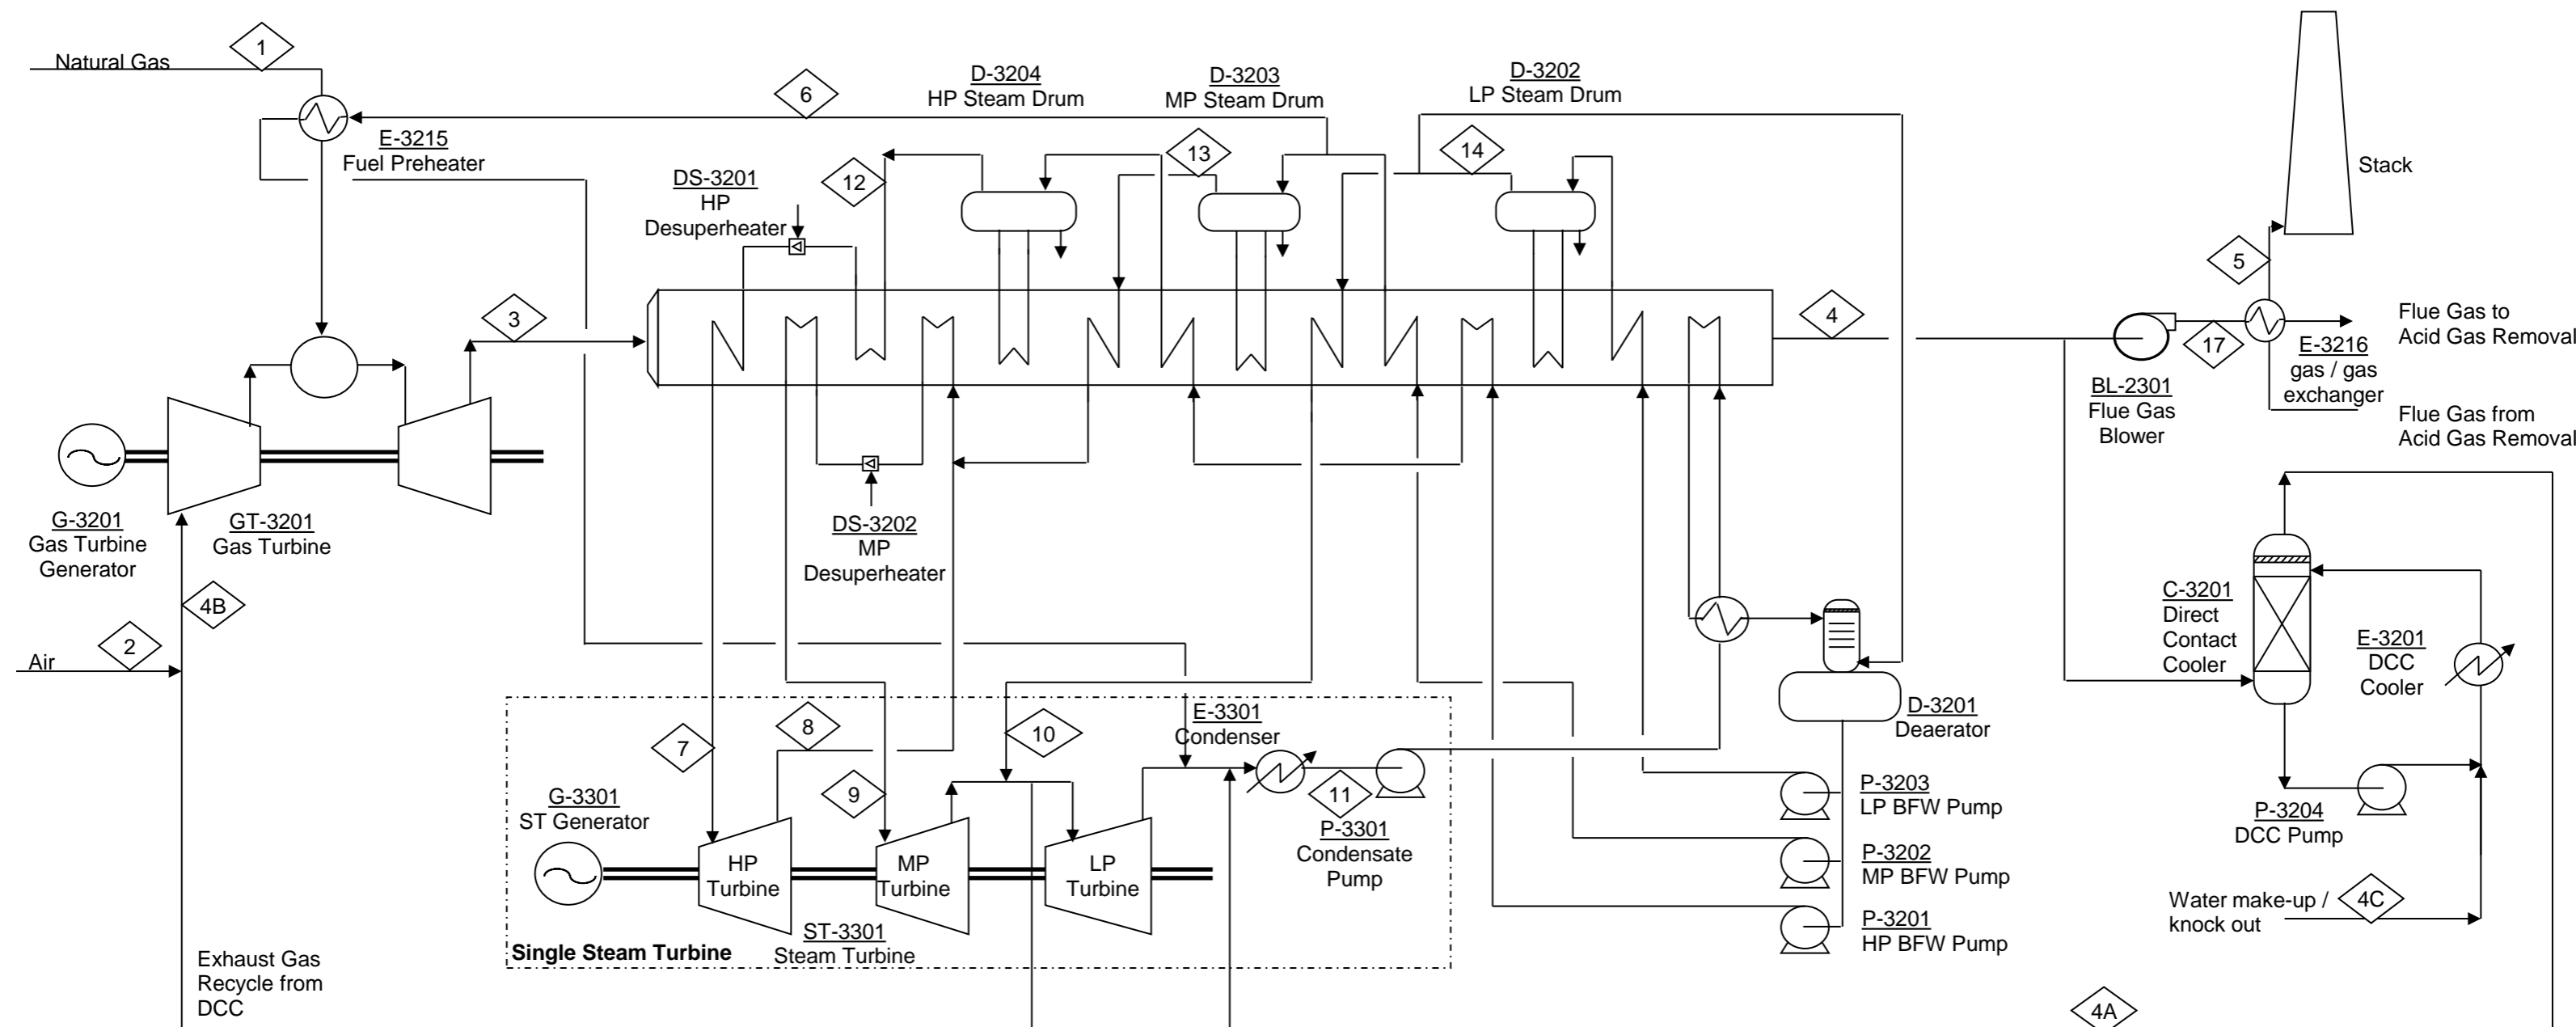 1
Natural Gas
6
D-3204
HP Steam Drum
D-3203
MP Steam Drum
D-3202
LP Steam Drum
E-3215
Fuel Preheater
DS-3201
HP
Desuperheater
12
13
14
Stack
3
4
5
17
Flue Gas to
Acid Gas Removal
E-3216
gas / gas
exchanger
BL-2301
Flue Gas
Blower
Flue Gas from
Acid Gas Removal
G-3201
Gas Turbine
Generator
GT-3201
Gas Turbine
DS-3202
MP
Desuperheater
4B
2
Air
C-3201
Direct
Contact
Cooler
E-3201
DCC
Cooler
D-3201
Deaerator
7
8
9
10
E-3301
Condenser
11
P-3301
Condensate
Pump
G-3301
ST Generator
HP
Turbine
MP
Turbine
LP
Turbine
ST-3301
Steam Turbine
Single Steam Turbine
P-3203
LP BFW Pump
P-3202
MP BFW Pump
P-3201
HP BFW Pump
P-3204
DCC Pump
Water make-up /
knock out
4C
Exhaust Gas
Recycle from
DCC
4A